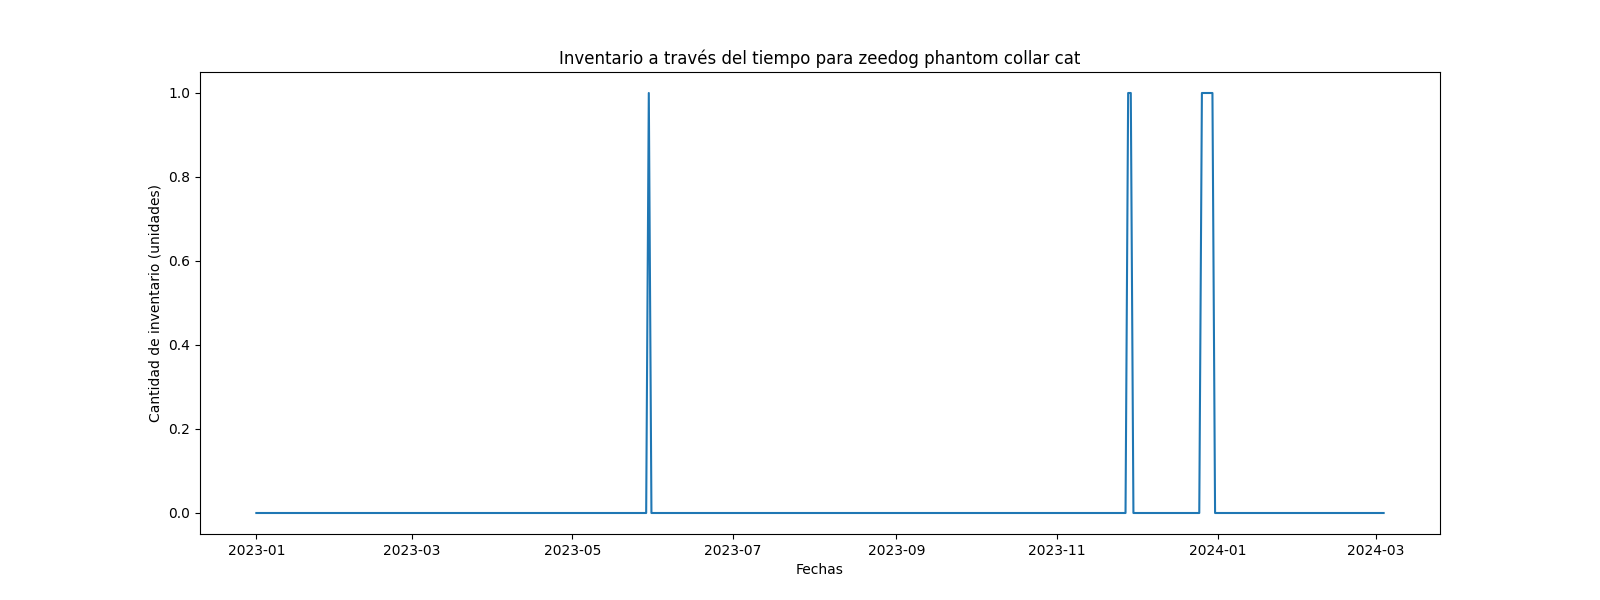 Inventario a través del tiempo para zeedog phantom collar cat
Cantidad de inventario (unidades)
1.0
0.8
0.6
0.4
0.2
0.0
2023-01 2023-03 2023-05 2023-07 2023-09 2023-11 2024-01 2024-03
Fechas